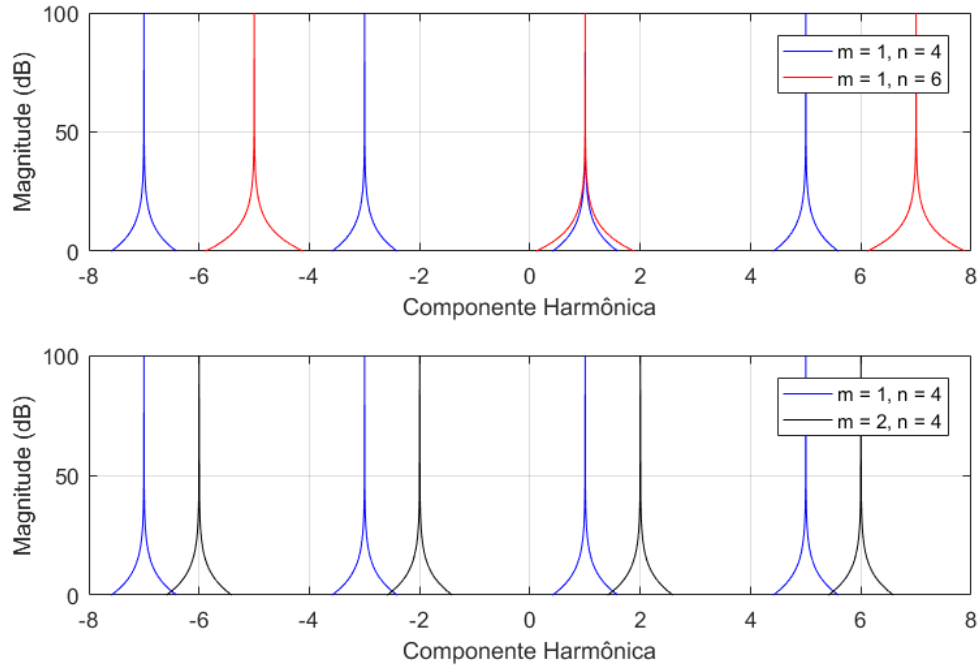 100
50
0
Magnitude (dB)
m = 1, n = 4
m = 1, n = 6
-8 -6 -4 -2 0 2 4 6 8
Componente Harmônica
100
50
0
Magnitude (dB)
m = 1, n = 4
m = 2, n = 4
-8 -6 -4 -2 0 2 4 6 8
Componente Harmônica